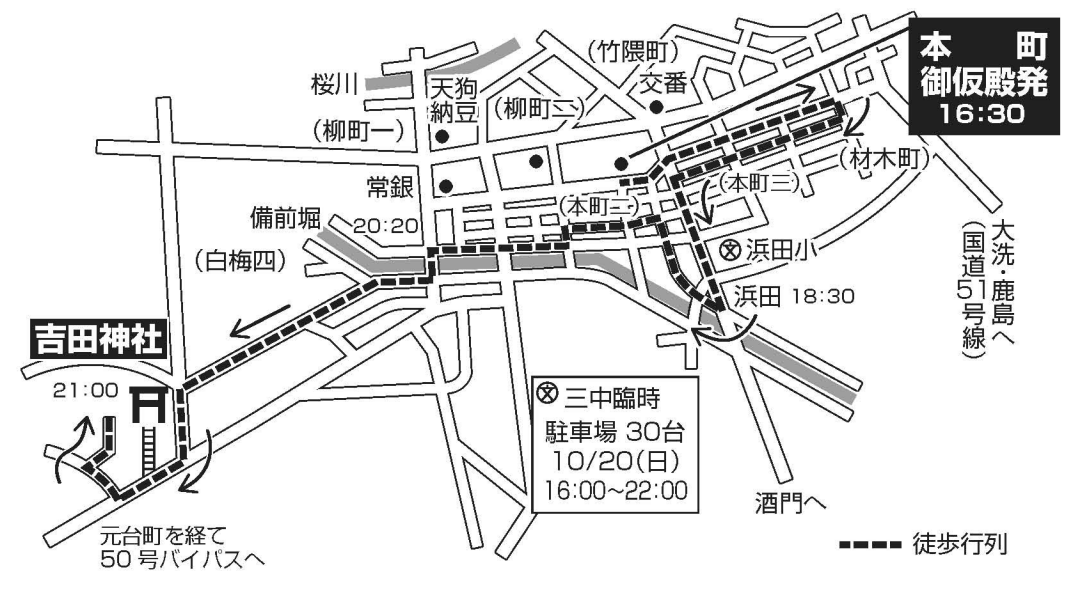 本町
御仮殿発
16:30
(竹隈町)
交番
桜川
天狗
納豆
(柳町二)
(柳町一)
(材木町)
常銀
(本町三)
(本町二)
備前堀
20:20
(白梅四)
浜田小
浜田 18:30
大洗・鹿島へ
(国道51号線)
吉田神社
21:00
三中臨時
駐車場 30台
10/20(日)
16:00~22:00
酒門へ
元台町を経て
50号バイパスへ
徒歩行列